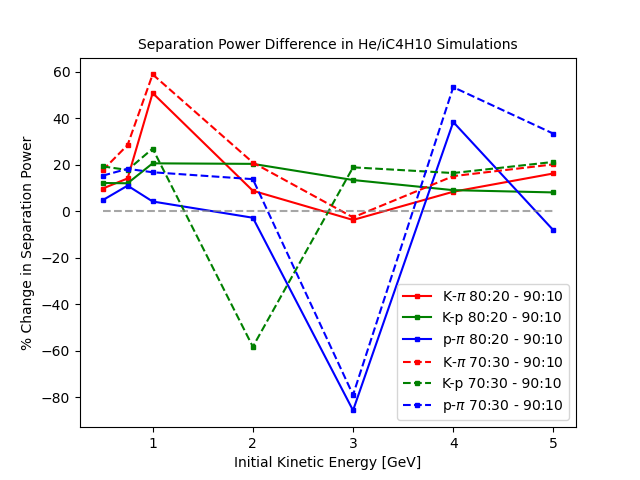 Separation Power Difference in He/iC4H10 Simulations
% Change in Separation Power
60
40
20
0
−20
−40
−60
−80
K-π 80:20 - 90:10
K-p 80:20 - 90:10
p-π 80:20 - 90:10
K-π 70:30 - 90:10
K-p 70:30 - 90:10
p-π 70:30 - 90:10
1 2 3 4 5
Initial Kinetic Energy [GeV]